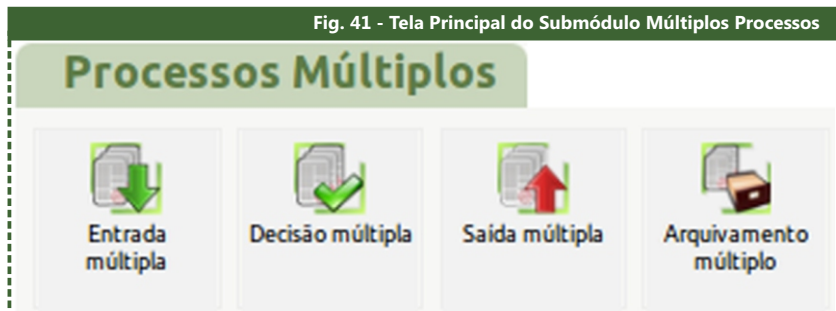 Fig. 41 - Tela Principal do Submódulo Múltiplos Processos
Processos Múltiplos
Entrada
múltipla
Decisão múltipla
Saída múltipla
Arquivamento
múltiplo